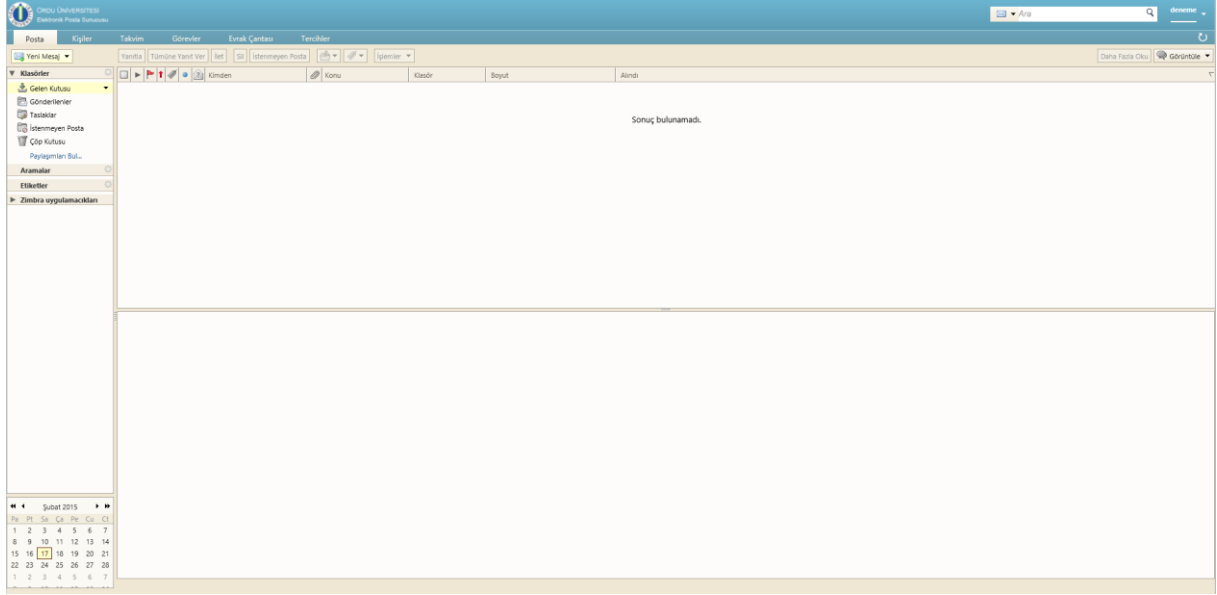 ORDU ÜNİVERSİTESİ
Elektronik Posta Sunucusu
Ara
deneme
Posta Kişiler Takvim Görevler Evrak Çantası Tercihler
Yeni Mesaj Yanıtla Tümüne Yanıt Ver İlet Sil İstenmeyen Posta İşlemler Daha Fazla Oku Görüntüle
Klasörler Kimden Konu Klasör Boyut Alındı
Gelen Kutusu
Gönderilenler
Taslaklar
İstenmeyen Posta
Çöp Kutusu
Paylaşımları Bul...
Aramalar
Etiketler
Zimbra uygulamacıkları
Sonuç bulunamadı.
Şubat 2015
Pa Pt Sa Ça Pe Cu Ct
1 2 3 4 5 6 7
8 9 10 11 12 13 14
15 16 17 18 19 20 21
22 23 24 25 26 27 28
1 2 3 4 5 6 7